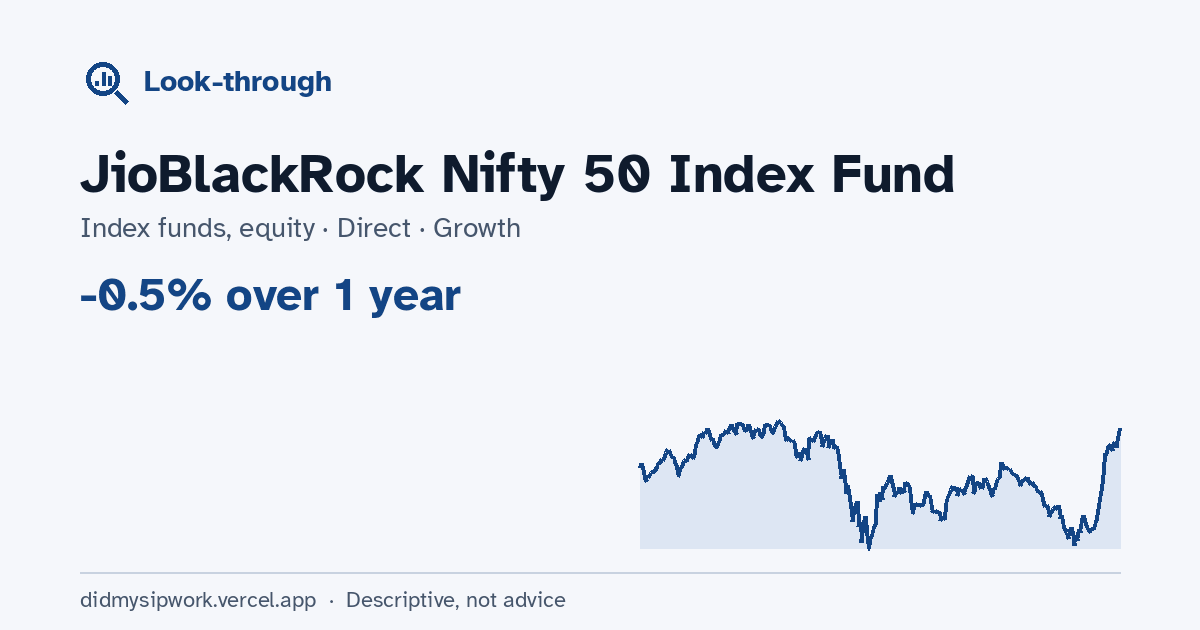 Look-through
JioBlackRock Nifty 50 Index Fund
Index funds, equity · Direct · Growth
-0.5% over 1 year
didmysipwork.vercel.app · Descriptive, not advice